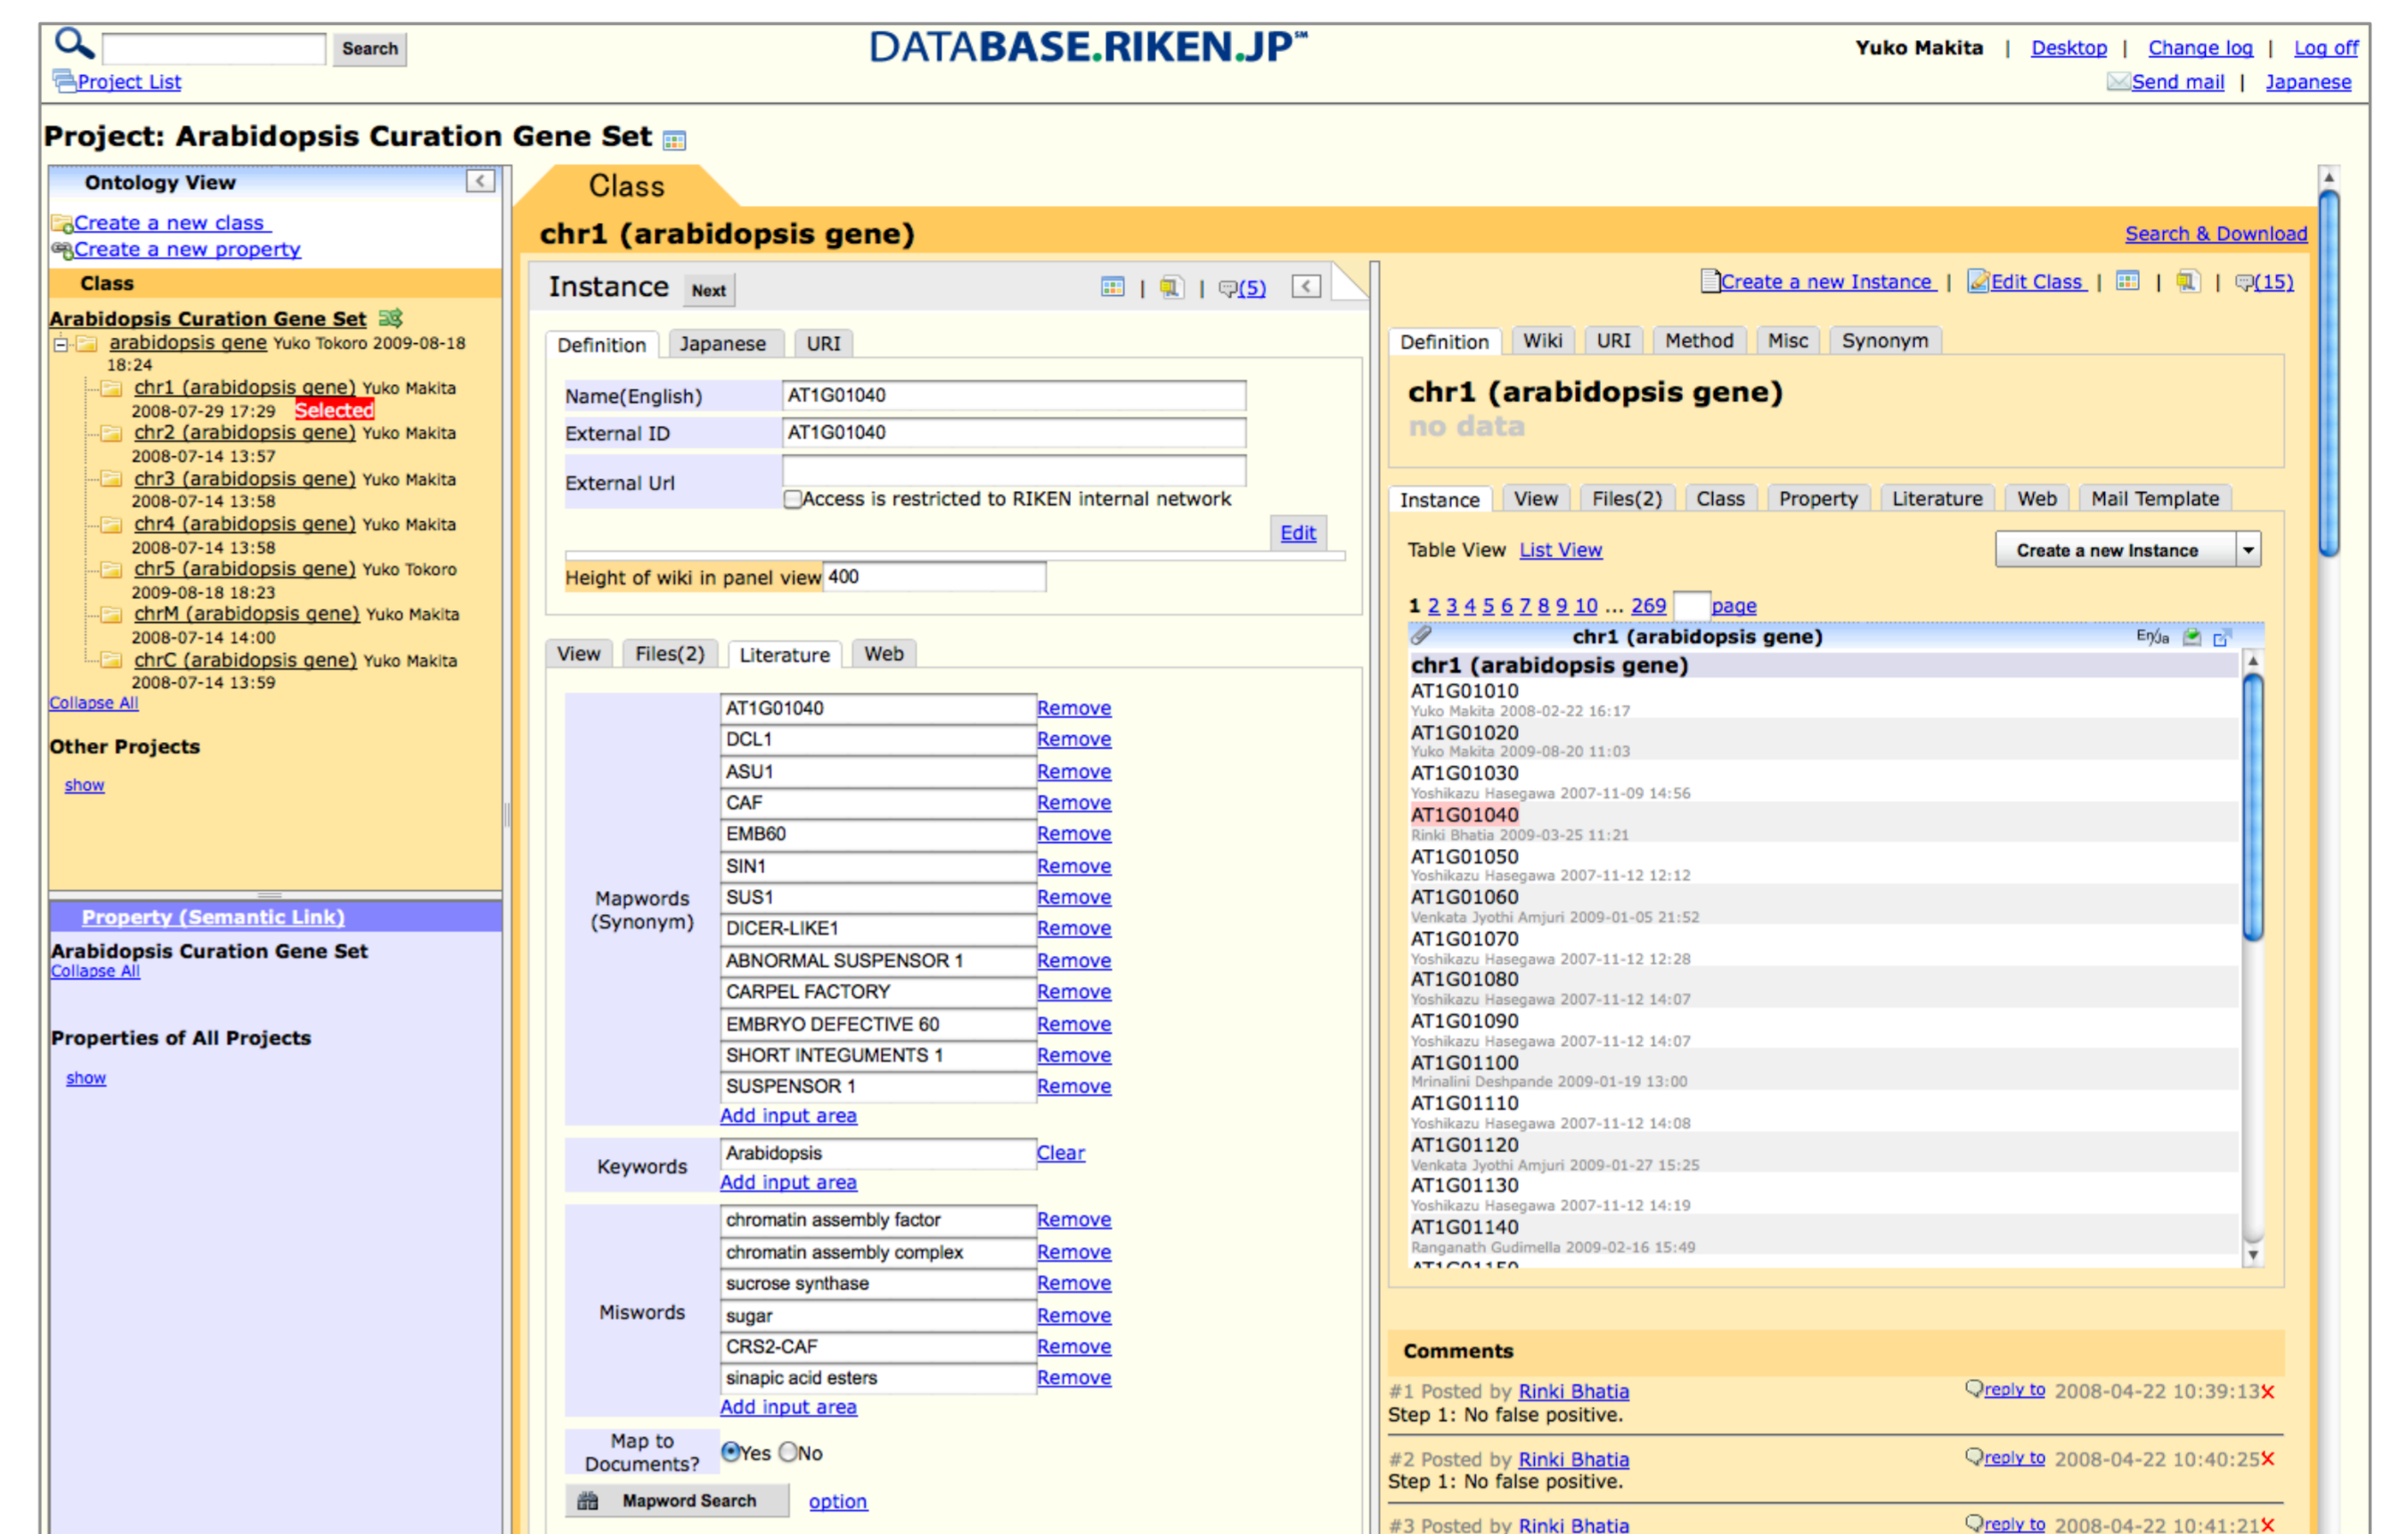 Search
DATABASE.RIKEN.JP℠
Yuko Makita | Desktop | Change log | Log off
Project List
Send mail | Japanese
Project: Arabidopsis Curation Gene Set
Ontology View
Create a new class
Create a new property
Class
Arabidopsis Curation Gene Set
arabidopsis gene Yuko Tokoro 2009-08-18
18:24
chr1 (arabidopsis gene) Yuko Makita
2008-07-29 17:29 Selected
chr2 (arabidopsis gene) Yuko Makita
2008-07-14 13:57
chr3 (arabidopsis gene) Yuko Makita
2008-07-14 13:58
chr4 (arabidopsis gene) Yuko Makita
2008-07-14 13:58
chr5 (arabidopsis gene) Yuko Tokoro
2009-08-18 18:23
chrM (arabidopsis gene) Yuko Makita
2008-07-14 14:00
chrC (arabidopsis gene) Yuko Makita
2008-07-14 13:59
Collapse All
Other Projects
show
Property (Semantic Link)
Arabidopsis Curation Gene Set
Collapse All
Properties of All Projects
show
Class
chr1 (arabidopsis gene)
Search & Download
Instance Next | | (5)
Definition Japanese URI
Name(English) AT1G01040
External ID AT1G01040
External Url
Access is restricted to RIKEN internal network
Edit
Height of wiki in panel view 400
View Files(2) Literature Web
Mapwords
(Synonym)
AT1G01040 Remove
DCL1 Remove
ASU1 Remove
CAF Remove
EMB60 Remove
SIN1 Remove
SUS1 Remove
DICER-LIKE1 Remove
ABNORMAL SUSPENSOR 1 Remove
CARPEL FACTORY Remove
EMBRYO DEFECTIVE 60 Remove
SHORT INTEGUMENTS 1 Remove
SUSPENSOR 1 Remove
Add input area
Keywords Arabidopsis Clear
Add input area
Miswords
chromatin assembly factor Remove
chromatin assembly complex Remove
sucrose synthase Remove
sugar Remove
CRS2-CAF Remove
sinapic acid esters Remove
Add input area
Map to
Documents?
Yes No
Mapword Search option
Create a new Instance | Edit Class | | | (15)
Definition Wiki URI Method Misc Synonym
chr1 (arabidopsis gene)
no data
Instance View Files(2) Class Property Literature Web Mail Template
Table View List View
Create a new Instance
1 2 3 4 5 6 7 8 9 10 ... 269 page
chr1 (arabidopsis gene) En/Ja
chr1 (arabidopsis gene)
AT1G01010
Yuko Makita 2008-02-22 16:17
AT1G01020
Yuko Makita 2009-08-20 11:03
AT1G01030
Yoshikazu Hasegawa 2007-11-09 14:56
AT1G01040
Rinki Bhatia 2009-03-25 11:21
AT1G01050
Yoshikazu Hasegawa 2007-11-12 12:12
AT1G01060
Venkata Jyothi Amjuri 2009-01-05 21:52
AT1G01070
Yoshikazu Hasegawa 2007-11-12 12:28
AT1G01080
Yoshikazu Hasegawa 2007-11-12 14:07
AT1G01090
Yoshikazu Hasegawa 2007-11-12 14:07
AT1G01100
Mrinalini Deshpande 2009-01-19 13:00
AT1G01110
Yoshikazu Hasegawa 2007-11-12 14:08
AT1G01120
Venkata Jyothi Amjuri 2009-01-27 15:25
AT1G01130
Yoshikazu Hasegawa 2007-11-12 14:19
AT1G01140
Ranganath Gudimella 2009-02-16 15:49
AT1G01150
Comments
#1 Posted by Rinki Bhatia reply to 2008-04-22 10:39:13
Step 1: No false positive.
#2 Posted by Rinki Bhatia reply to 2008-04-22 10:40:25
Step 1: No false positive.
#3 Posted by Rinki Bhatia reply to 2008-04-22 10:41:21